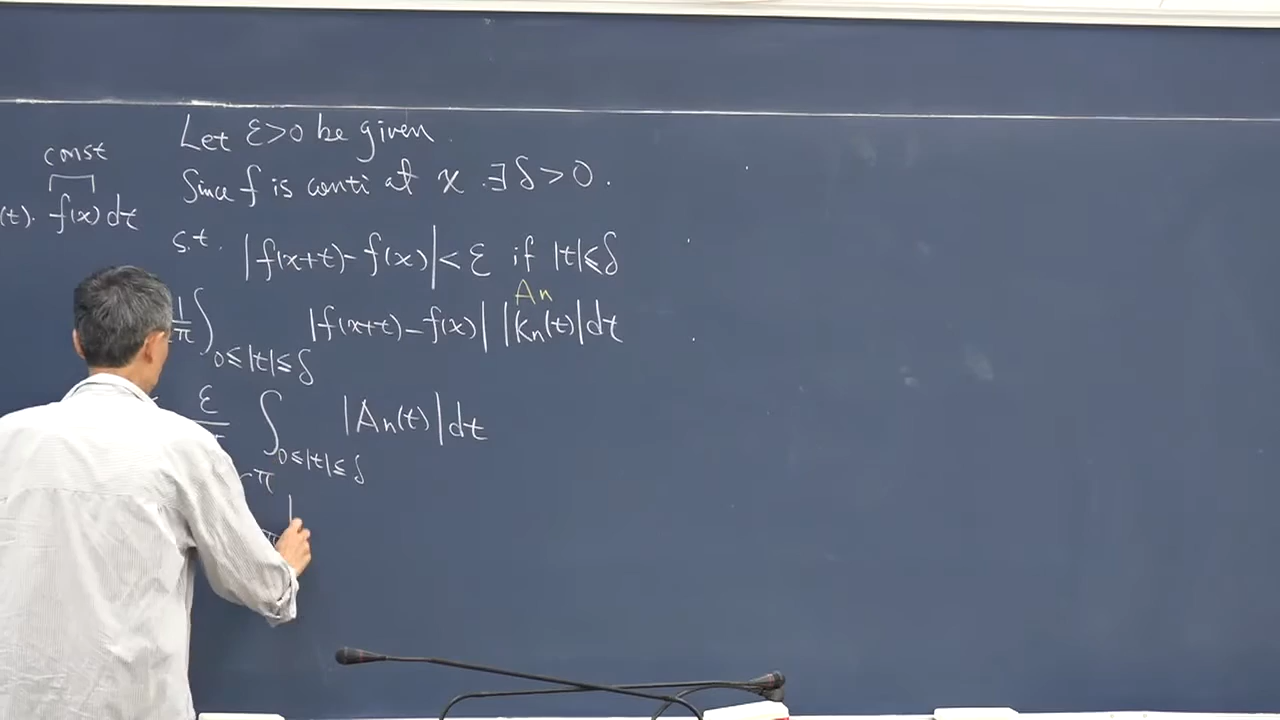 const
(t). f(x) dt
Let ε>0 be given.
Since f is conti at x. ∃ δ>0.
s.t. |f(x+t)-f(x)|<ε if |t|≤δ
An
1/π ∫_{0≤|t|≤δ} |f(x+t)-f(x)| |Kn(t)|dt
ε ∫_{0≤|t|≤δ} |An(t)|dt
π